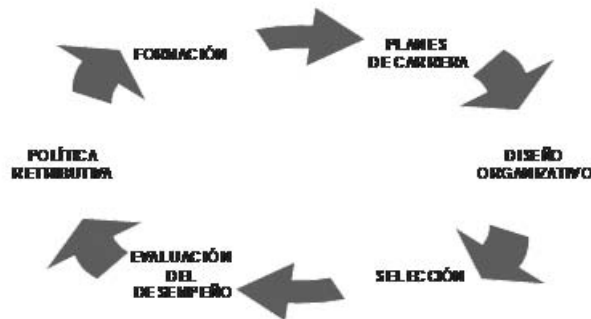 FORMACIÓN
PLANES
DE CARRERA
DISEÑO
ORGANIZATIVO
SELECCIÓN
EVALUACIÓN
DEL
DESEMPEÑO
POLÍTICA
RETRIBUTIVA